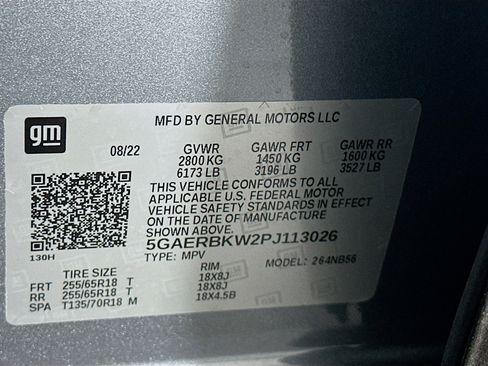 gm
MFD BY GENERAL MOTORS LLC
08/22 GVWR GAWR FRT GAWR RR
2800 KG 1450 KG 1600 KG
6173 LB 3196 LB 3527 LB
THIS VEHICLE CONFORMS TO ALL
APPLICABLE U.S. FEDERAL MOTOR
VEHICLE SAFETY STANDARDS IN
EFFECT ON THE DATE OF MANUFACTURE
SHOWN ABOVE.
5GAERBKW2PJ113026
130H
TYPE: MPV MODEL: 264NB56
TIRE SIZE RIM
FRT 255/65R18 T 18X8J
RR 255/65R18 T 18X8J
SPA T135/70R18 M 18X4.5B